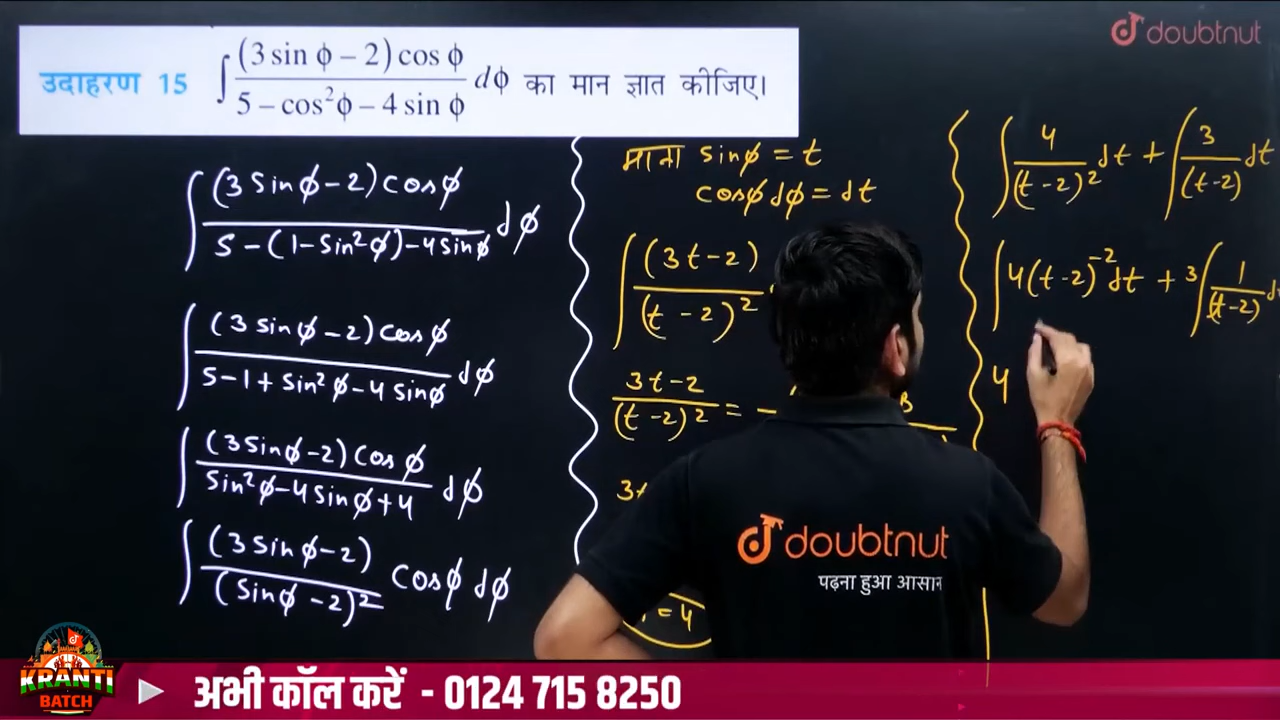 doubtnut
उदाहरण 15 ∫ (3 sin ϕ – 2) cos ϕ / 5 – cos²ϕ – 4 sin ϕ dϕ का मान ज्ञात कीजिए।
∫ (3 sinϕ - 2) cosϕ / 5 - (1 - sin²ϕ) - 4 sinϕ dϕ
∫ (3 sinϕ - 2) cosϕ / 5 - 1 + sin²ϕ - 4 sinϕ dϕ
∫ (3 sinϕ - 2) cosϕ / sin²ϕ - 4 sinϕ + 4 dϕ
∫ (3 sinϕ - 2) / (sinϕ - 2)² cosϕ dϕ
माना sinϕ = t
cosϕ dϕ = dt
∫ (3t - 2) / (t - 2)²
3t - 2 / (t - 2)² =
B
= 4
∫ 4 / (t - 2)² dt + ∫ 3 / (t - 2) dt
∫ 4 (t - 2)⁻² dt + 3 ∫ 1 / (t - 2)
4
doubtnut
पढ़ना हुआ आसान
KRANTI
BATCH
अभी कॉल करें - 0124 715 8250